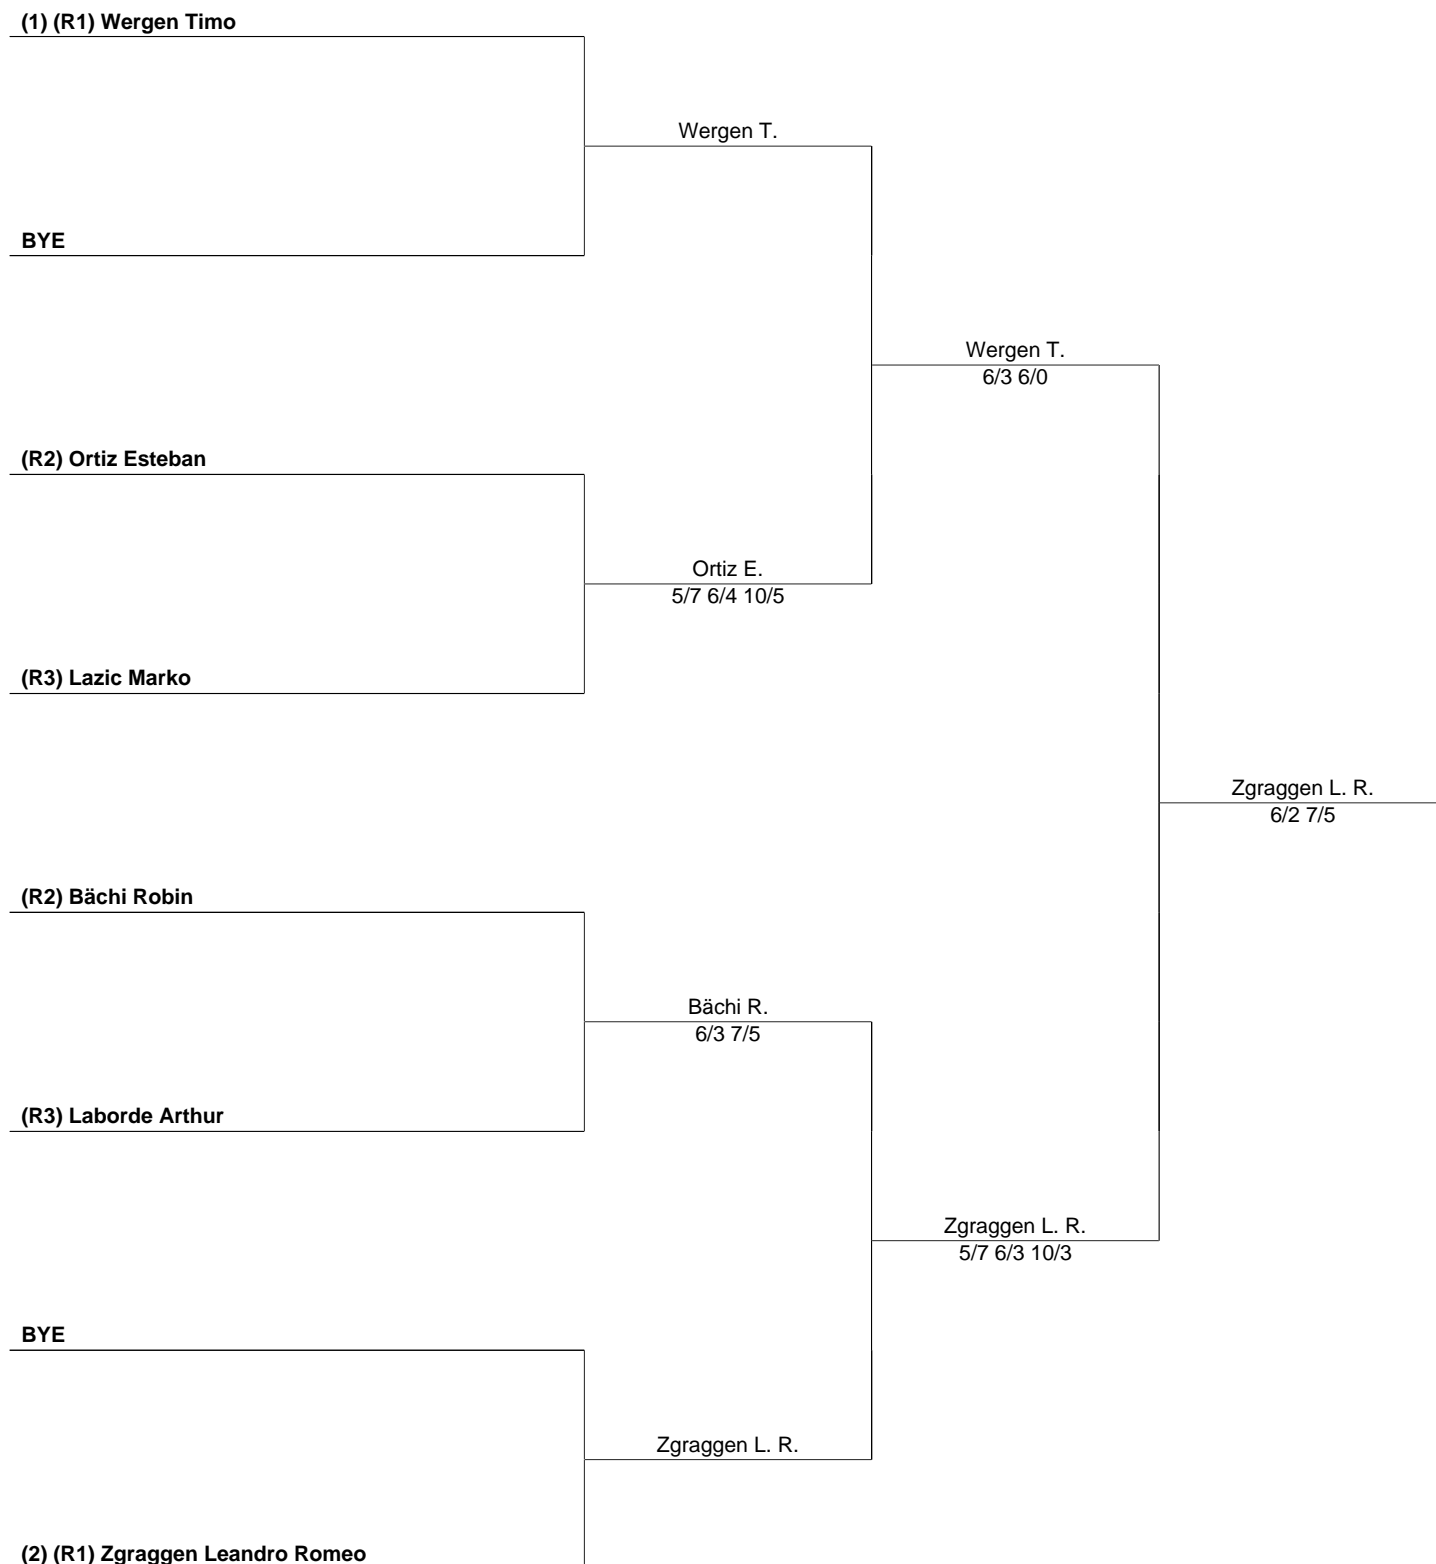 (1) (R1) Wergen Timo
Wergen T.
BYE
Wergen T.
6/3 6/0
(R2) Ortiz Esteban
Ortiz E.
5/7 6/4 10/5
(R3) Lazic Marko
Zgraggen L. R.
6/2 7/5
(R2) Bächi Robin
Bächi R.
6/3 7/5
(R3) Laborde Arthur
Zgraggen L. R.
5/7 6/3 10/3
BYE
Zgraggen L. R.
(2) (R1) Zgraggen Leandro Romeo